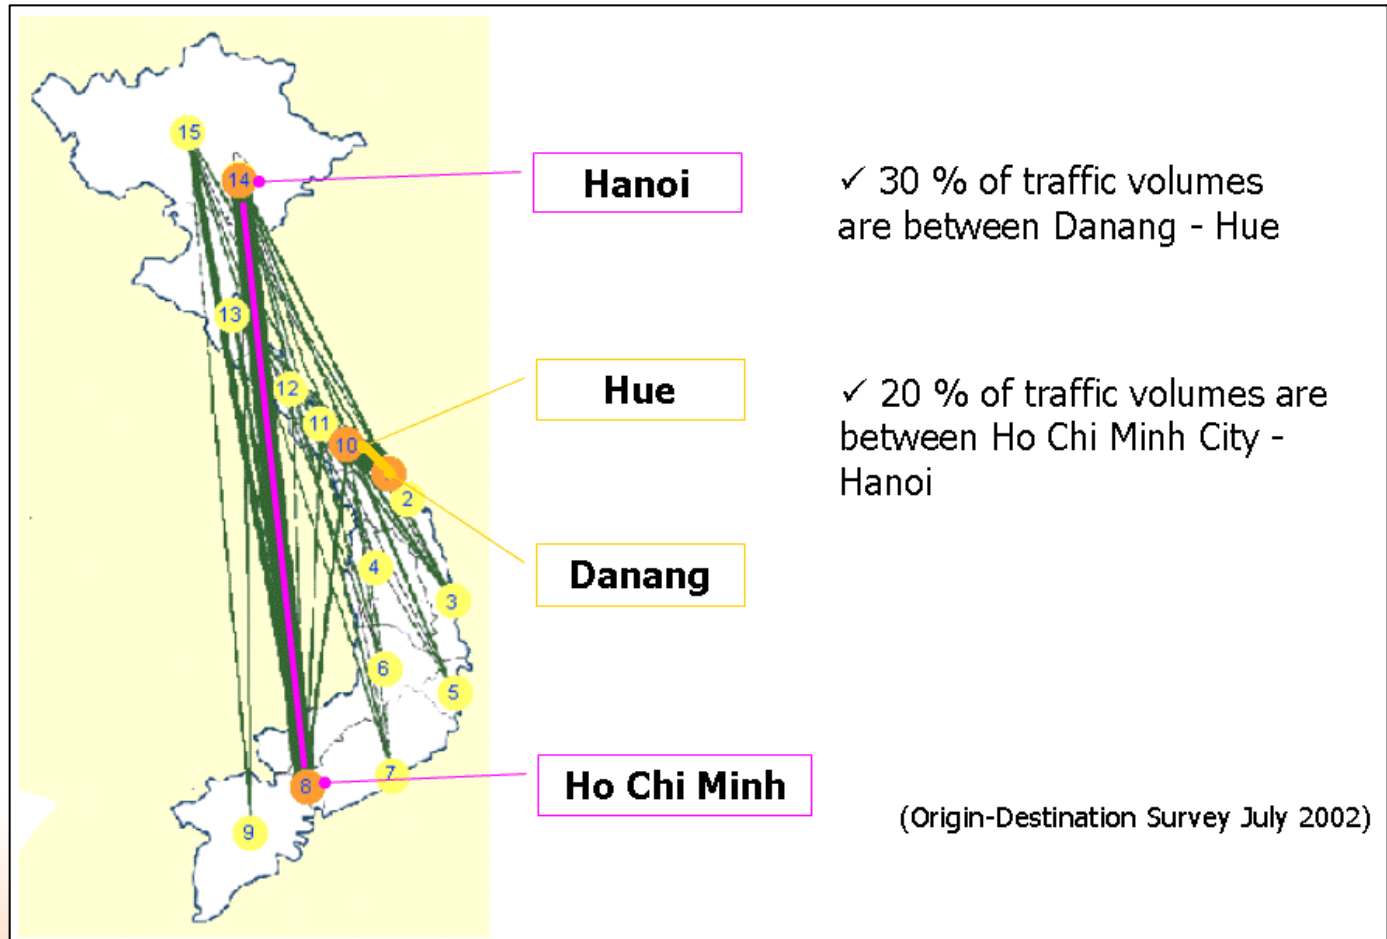 15
14
Hanoi
✓ 30 % of traffic volumes
are between Danang - Hue
13
12
Hue
✓ 20 % of traffic volumes are
between Ho Chi Minh City -
Hanoi
11
10
2
4
Danang
3
6
5
7
Ho Chi Minh
8
9
(Origin-Destination Survey July 2002)